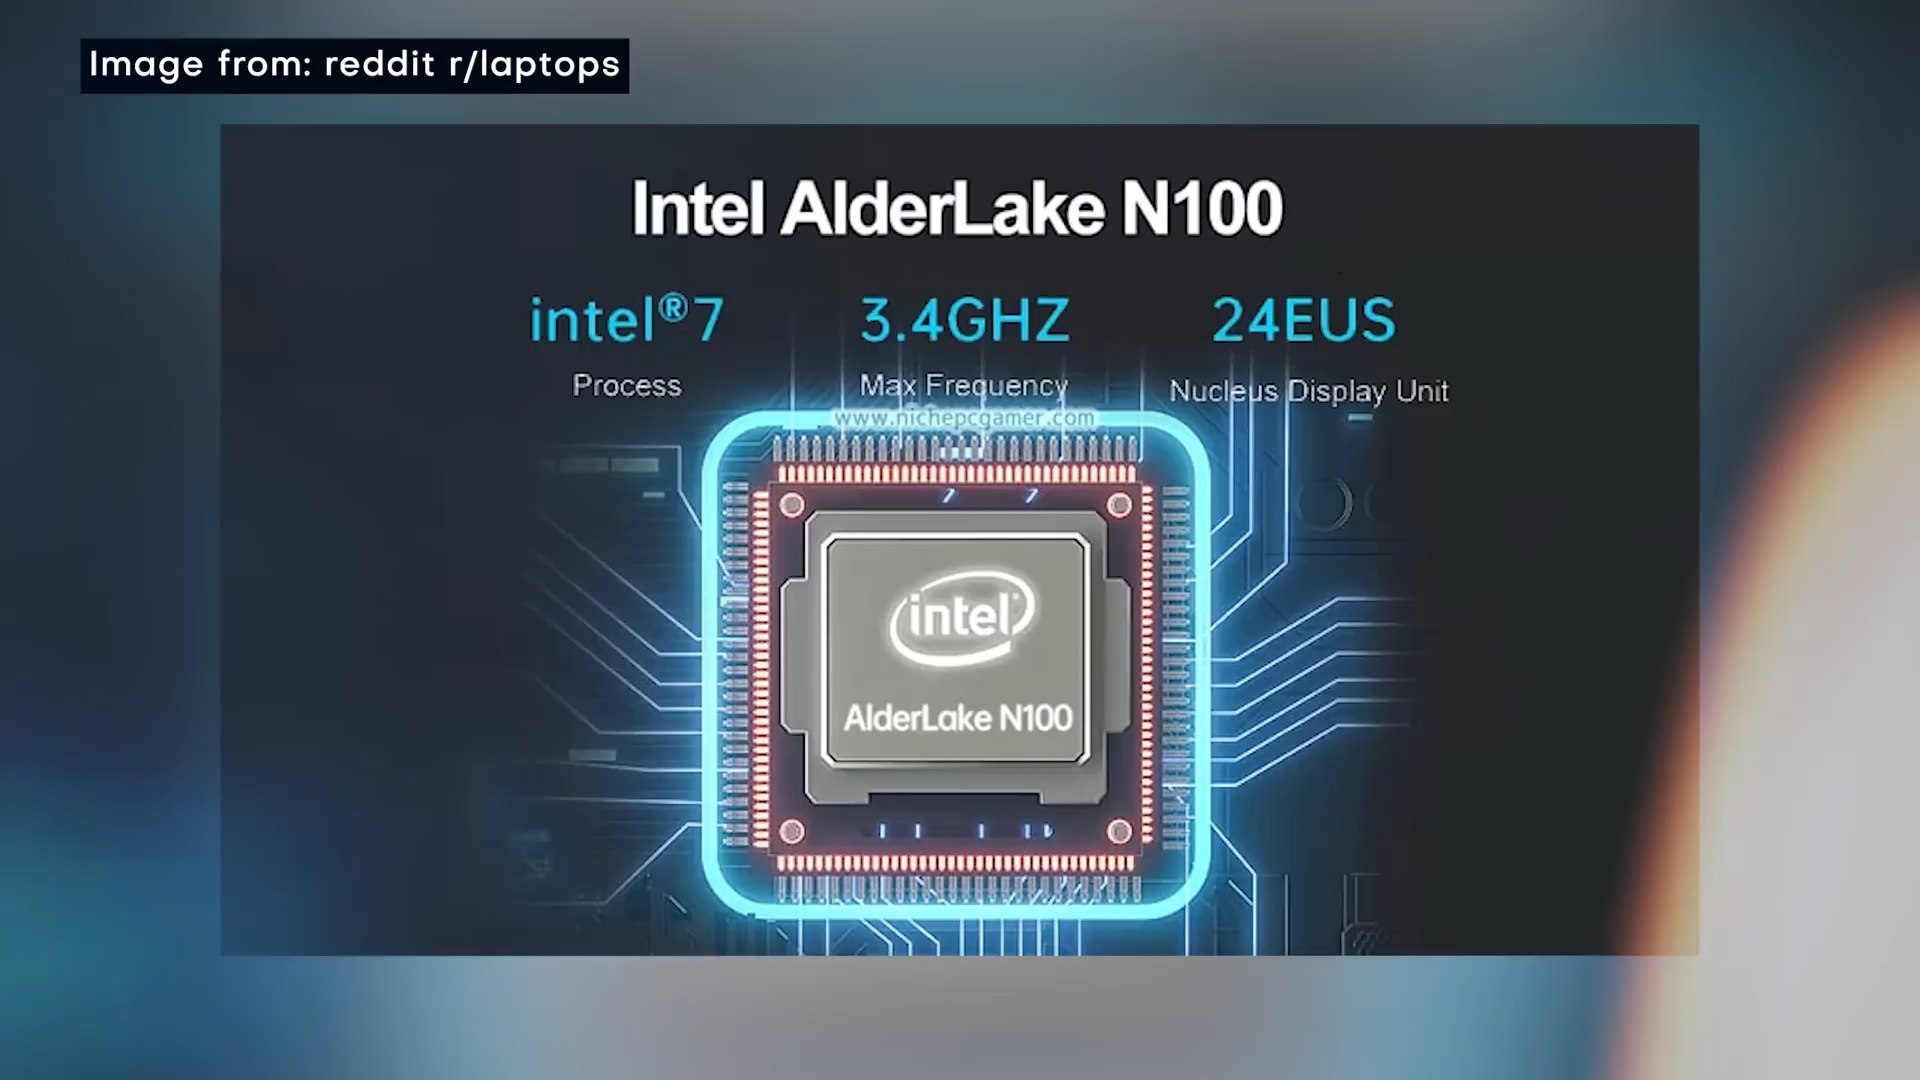 Image from: reddit r/laptops
Intel AlderLake N100
intel®7 3.4GHZ 24EUS
Process Max Frequency Nucleus Display Unit
www.nichepcgamer.com
intel
AlderLake N100